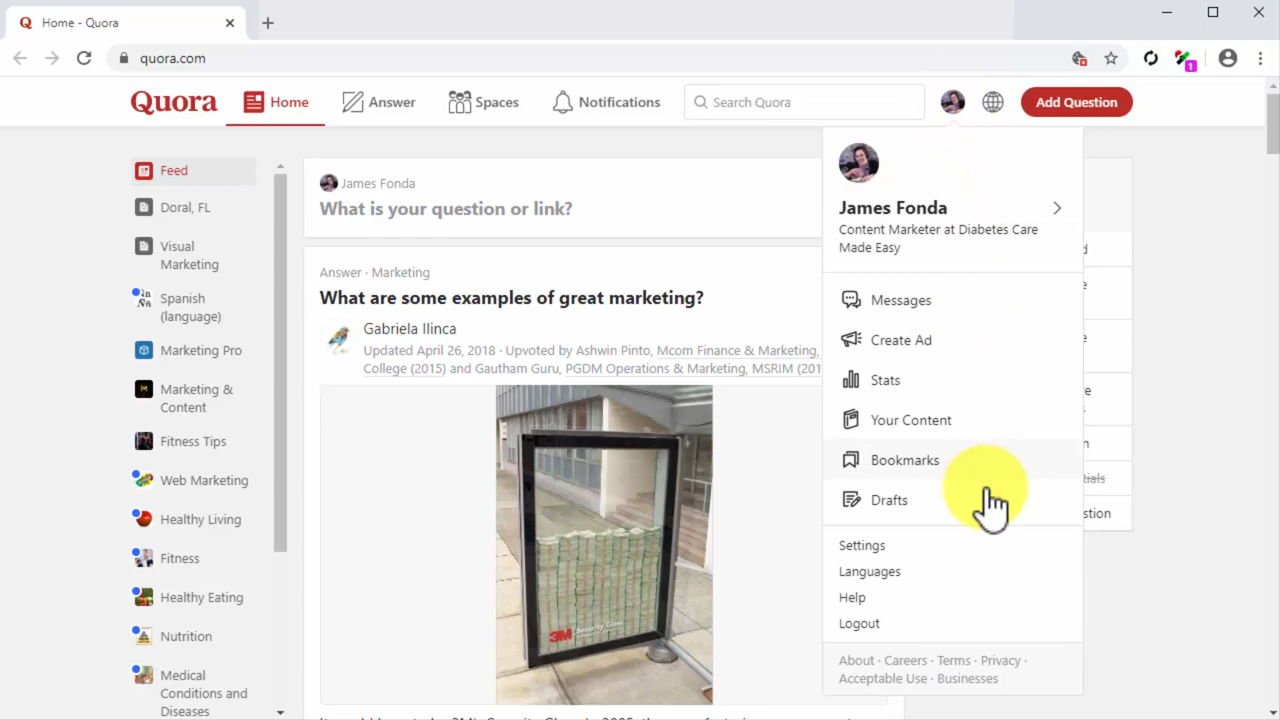 Home - Quora
quora.com
1
Quora
Home
Answer
Spaces
Notifications
Search Quora
Add Question
Feed
Doral, FL
Visual
Marketing
Spanish
(language)
Marketing Pro
Marketing &
Content
Fitness Tips
Web Marketing
Healthy Living
Fitness
Healthy Eating
Nutrition
Medical
Conditions and
Diseases
James Fonda
What is your question or link?
Answer · Marketing
What are some examples of great marketing?
Gabriela Ilinca
Updated April 26, 2018 · Upvoted by Ashwin Pinto, Mcom Finance & Marketing,
College (2015) and Gautham Guru, PGDM Operations & Marketing, MSRIM (201
3M Security Glass
James Fonda
Content Marketer at Diabetes Care
Made Easy
Messages
Create Ad
Stats
Your Content
Bookmarks
Drafts
Settings
Languages
Help
Logout
About · Careers · Terms · Privacy ·
Acceptable Use · Businesses